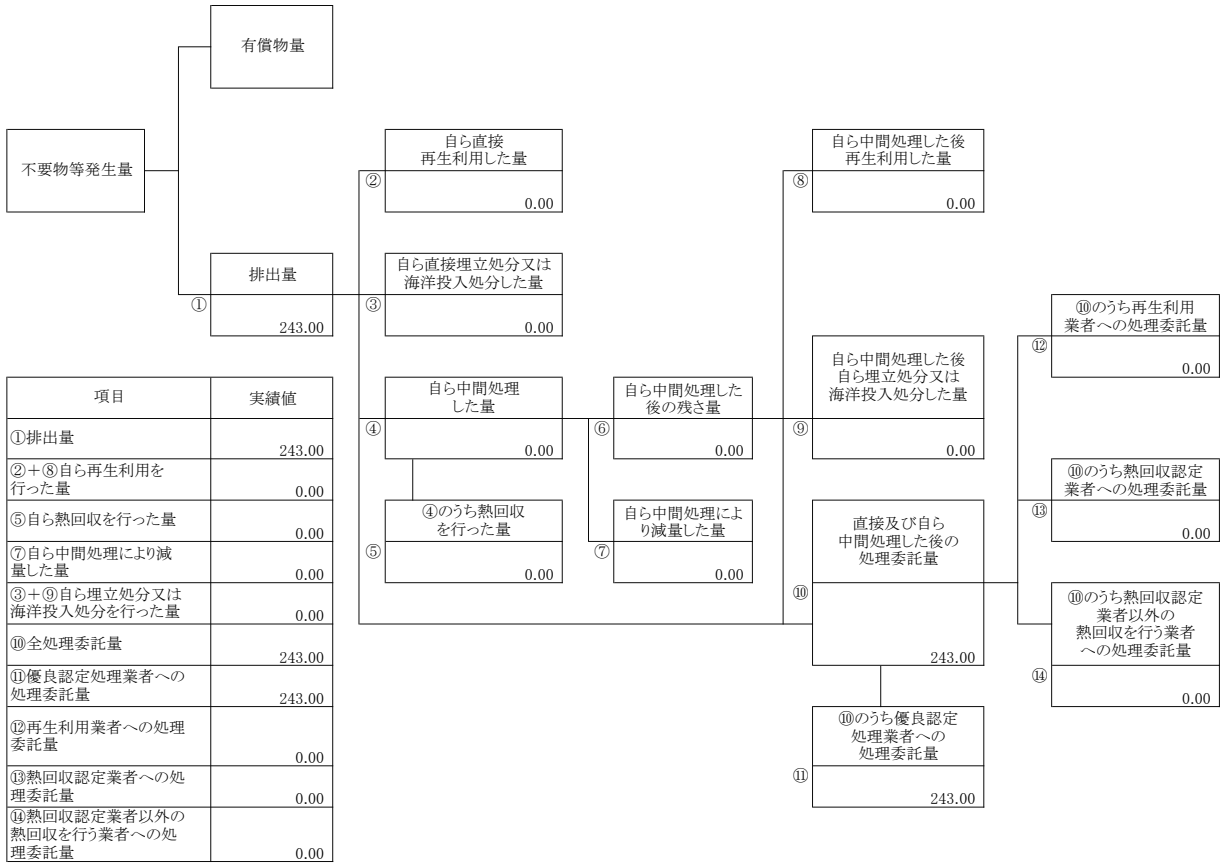 有償物量
不要物等発生量
自ら直接
再生利用した量
②
0.00
自ら中間処理した後
再生利用した量
⑧
0.00
排出量
①
243.00
自ら直接埋立処分又は
海洋投入処分した量
③
0.00
⑩のうち再生利用
業者への処理委託量
⑫
0.00
自ら中間処理
した量
④
0.00
自ら中間処理した
後の残さ量
⑥
0.00
自ら中間処理した後
自ら埋立処分又は
海洋投入処分した量
⑨
0.00
⑩のうち熱回収認定
業者への処理委託量
⑬
0.00
④のうち熱回収
を行った量
⑤
0.00
自ら中間処理によ
り減量した量
⑦
0.00
直接及び自ら
中間処理した後の
処理委託量
⑩
243.00
⑩のうち熱回収認定
業者以外の
熱回収を行う業者
への処理委託量
⑭
0.00
⑩のうち優良認定
処理業者への
処理委託量
⑪
243.00
項目 実績値
①排出量
243.00
②+⑧自ら再生利用を
行った量 0.00
⑤自ら熱回収を行った量
0.00
⑦自ら中間処理により減
量した量 0.00
③+⑨自ら埋立処分又は
海洋投入処分を行った量 0.00
⑩全処理委託量
243.00
⑪優良認定処理業者への
処理委託量 243.00
⑫再生利用業者への処理
委託量
0.00
⑬熱回収認定業者への処
理委託量 0.00
⑭熱回収認定業者以外の
熱回収を行う業者への処
理委託量 0.00